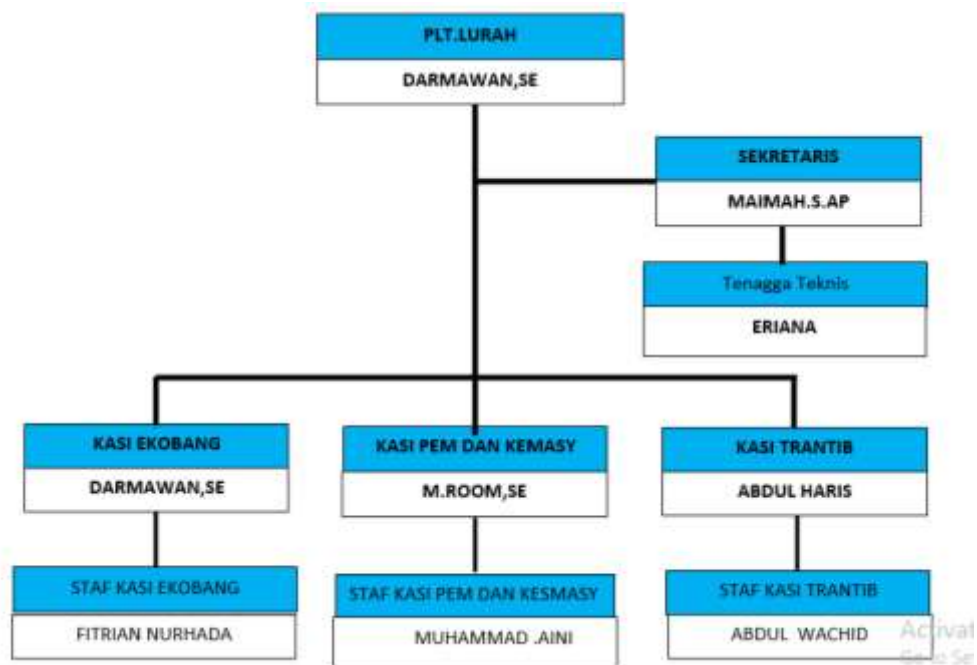 PLT.LURAH
DARMAWAN,SE
SEKRETARIS
MAIMAH.S.AP
Tenagga Teknis
ERIANA
KASI EKOBANG
DARMAWAN,SE
KASI PEM DAN KEMASY
M.ROOM,SE
KASI TRANTIB
ABDUL HARIS
STAF KASI EKOBANG
FITRIAN NURHADA
STAF KASI PEM DAN KESMASY
MUHAMMAD .AINI
STAF KASI TRANTIB
ABDUL WACHID
Activat